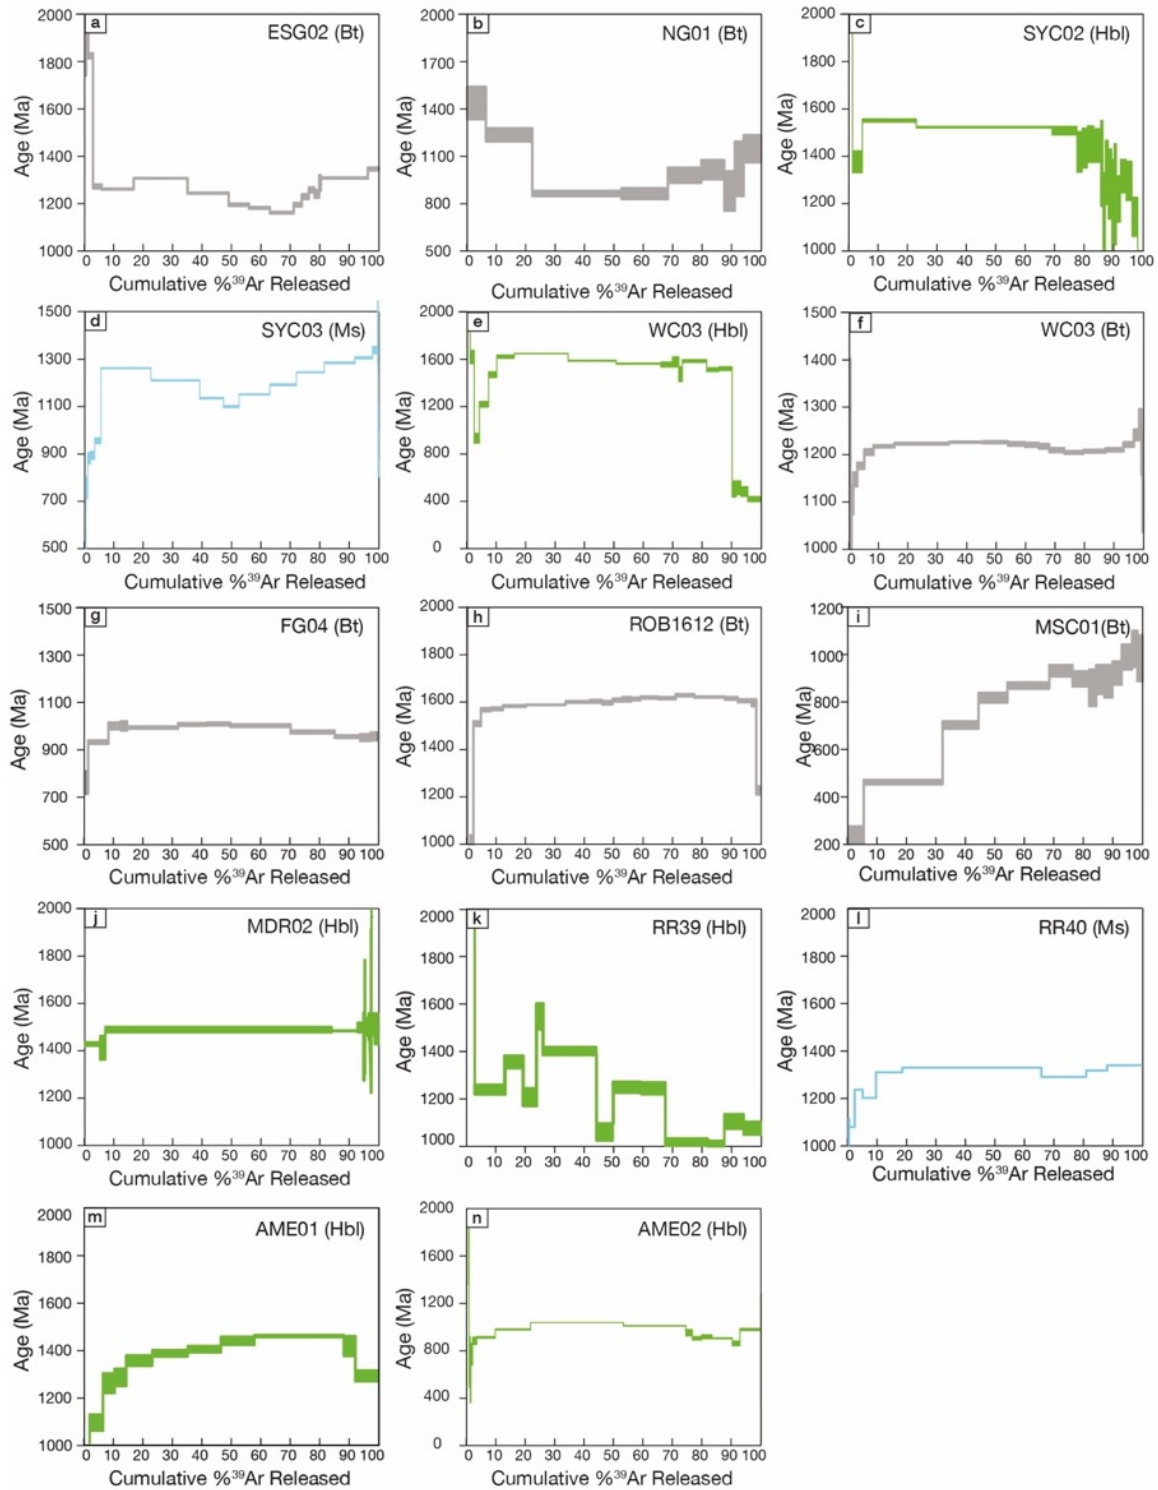 a ESG02 (Bt)
2000
1800
1600
1400
1200
1000
Age (Ma)
0 10 20 30 40 50 60 70 80 90 100
Cumulative %³⁹Ar Released
b NG01 (Bt)
2000
1700
1400
1100
800
500
Age (Ma)
0 10 20 30 40 50 60 70 80 90 100
Cumulative %³⁹Ar Released
c SYC02 (Hbl)
2000
1800
1600
1400
1200
1000
Age (Ma)
0 10 20 30 40 50 60 70 80 90 100
Cumulative %³⁹Ar Released
d SYC03 (Ms)
1500
1300
1100
900
700
500
Age (Ma)
0 10 20 30 40 50 60 70 80 90 100
Cumulative %³⁹Ar Released
e WC03 (Hbl)
2000
1600
1200
800
400
0
Age (Ma)
0 10 20 30 40 50 60 70 80 90 100
Cumulative %³⁹Ar Released
f WC03 (Bt)
1500
1400
1300
1200
1100
1000
Age (Ma)
0 10 20 30 40 50 60 70 80 90 100
Cumulative %³⁹Ar Released
g FG04 (Bt)
1500
1300
1100
900
700
500
Age (Ma)
0 10 20 30 40 50 60 70 80 90 100
Cumulative %³⁹Ar Released
h ROB1612 (Bt)
2000
1800
1600
1400
1200
1000
Age (Ma)
0 10 20 30 40 50 60 70 80 90 100
Cumulative %³⁹Ar Released
i MSC01(Bt)
1200
1000
800
600
400
200
Age (Ma)
0 10 20 30 40 50 60 70 80 90 100
Cumulative %³⁹Ar Released
j MDR02 (Hbl)
2000
1800
1600
1400
1200
1000
Age (Ma)
0 10 20 30 40 50 60 70 80 90 100
Cumulative %³⁹Ar Released
k RR39 (Hbl)
2000
1800
1600
1400
1200
1000
Age (Ma)
0 10 20 30 40 50 60 70 80 90 100
Cumulative %³⁹Ar Released
l RR40 (Ms)
2000
1800
1600
1400
1200
1000
Age (Ma)
0 10 20 30 40 50 60 70 80 90 100
Cumulative %³⁹Ar Released
m AME01 (Hbl)
2000
1800
1600
1400
1200
1000
Age (Ma)
0 10 20 30 40 50 60 70 80 90 100
Cumulative %³⁹Ar Released
n AME02 (Hbl)
2000
1600
1200
800
400
0
Age (Ma)
0 10 20 30 40 50 60 70 80 90 100
Cumulative %³⁹Ar Released